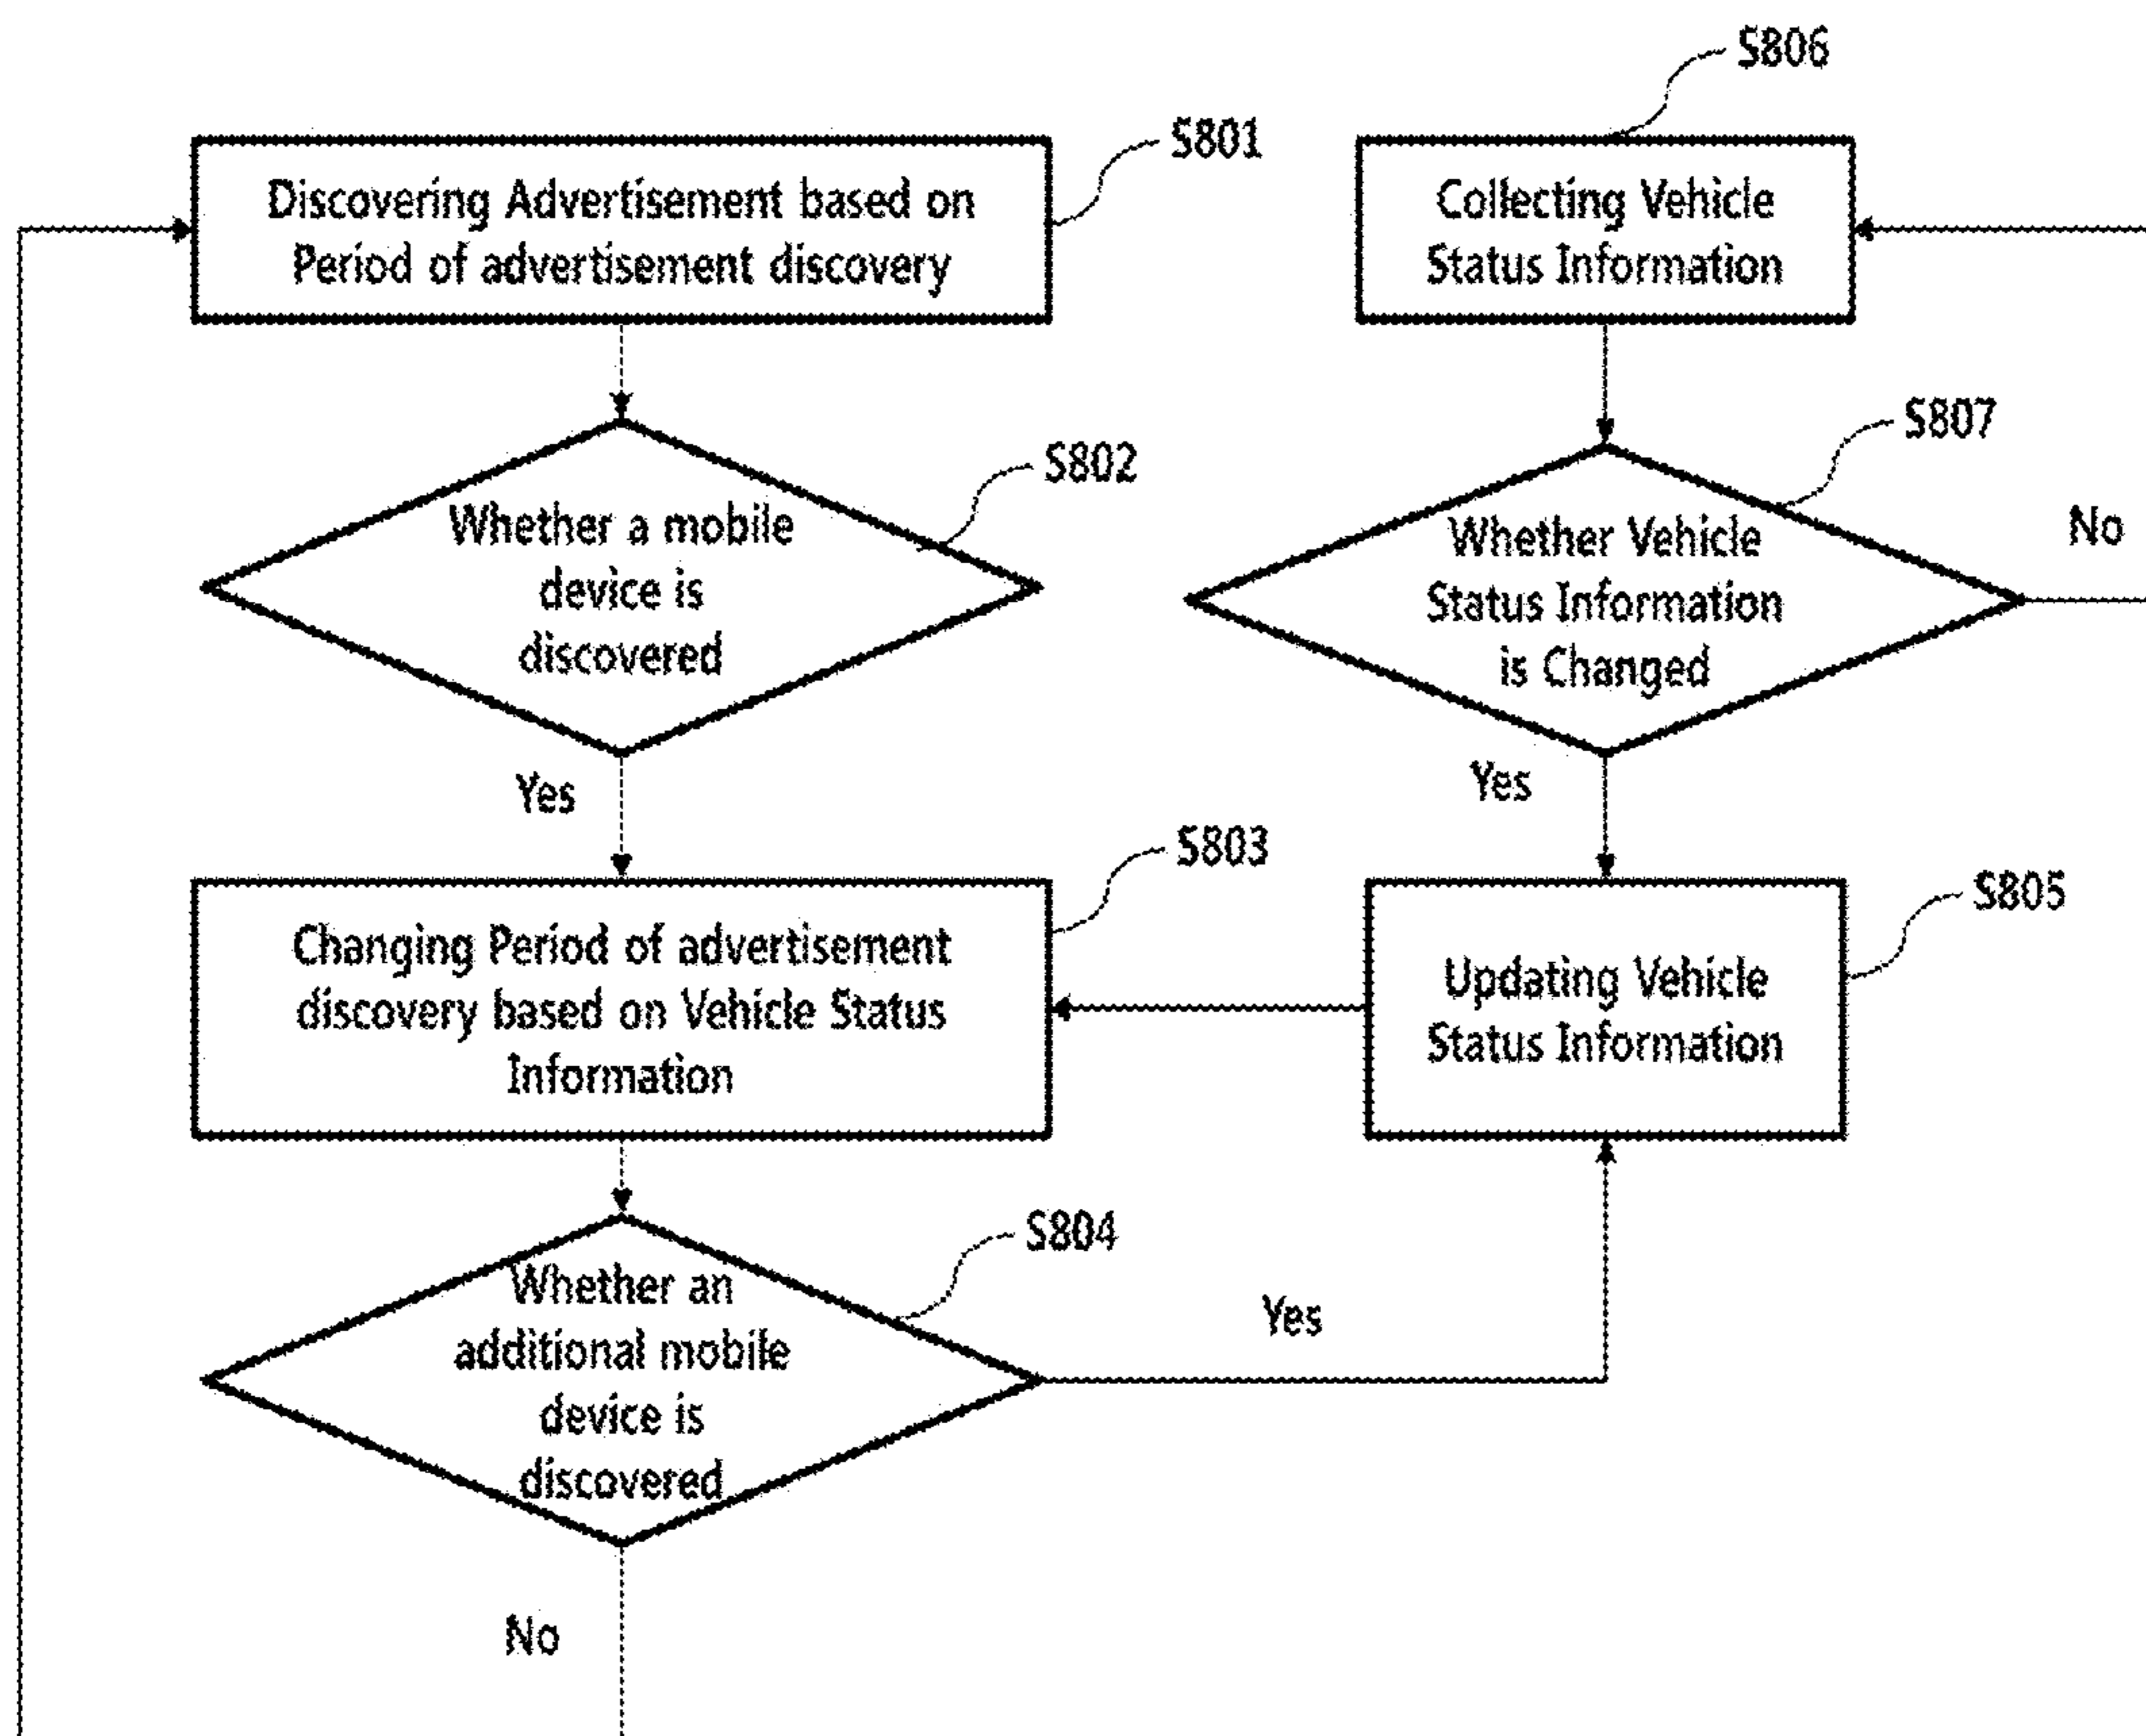 S806
S801
Discovering Advertisement based on
Period of advertisement discovery
Collecting Vehicle
Status Information
S802
Whether a mobile
device is
discovered
S807
Whether Vehicle
Status Information
is Changed
No
Yes
Yes
S803
Changing Period of advertisement
discovery based on Vehicle Status
Information
S805
Updating Vehicle
Status Information
S804
Whether an
additional mobile
device is
discovered
Yes
No